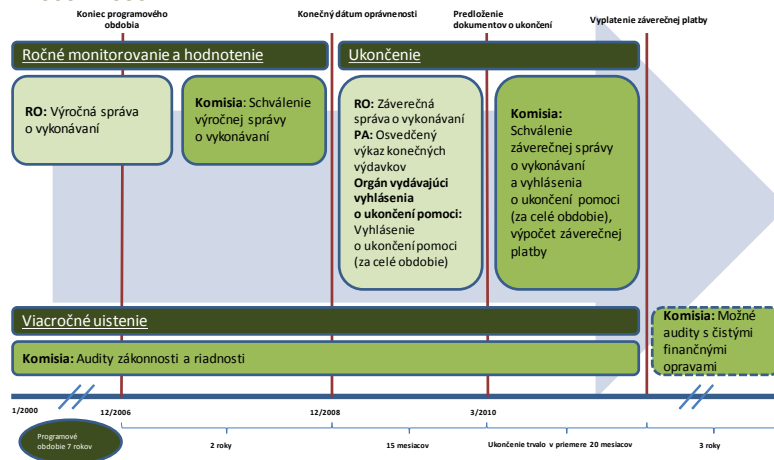 Koniec programového
obdobia
Konečný dátum oprávnenosti
Predloženie
dokumentov o ukončení
Vyplatenie záverečnej platby
Ročné monitorovanie a hodnotenie
Ukončenie
RO: Výročná správa
o vykonávaní
Komisia: Schválenie
výročnej správy
o vykonávaní
RO: Záverečná
správa o vykonávaní
PA: Osvedčený
výkaz konečných
výdavkov
Orgán vydávajúci
vyhlásenia
o ukončení pomoci:
Vyhlásenie
o ukončení pomoci
(za celé obdobie)
Komisia:
Schválenie
záverečnej správy
o vykonávaní
a vyhlásenia
o ukončení pomoci
(za celé obdobie),
výpočet záverečnej
platby
Viacročné uistenie
Komisia: Audity zákonnosti a riadnosti
Komisia: Možné
audity s čistými
finančnými
opravami
1/2000
12/2006
12/2008
3/2010
Programové
obdobie 7 rokov
2 roky
15 mesiacov
Ukončenie trvalo v priemere 20 mesiacov
3 roky